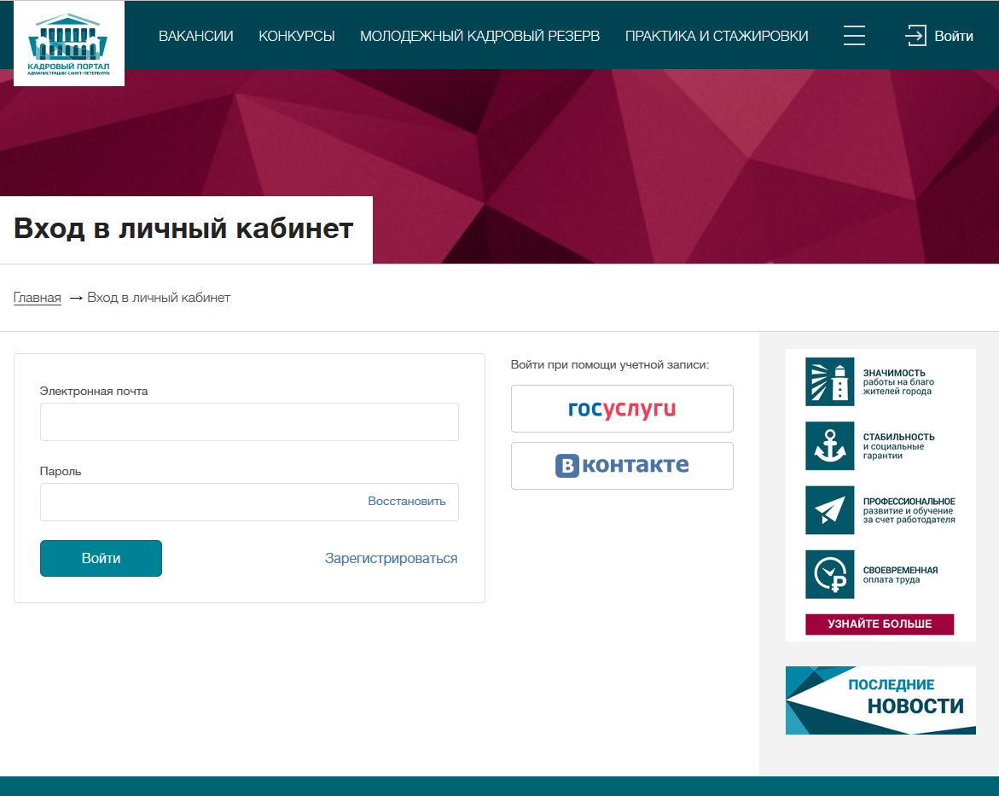 КАДРОВЫЙ ПОРТАЛ
АДМИНИСТРАЦИИ САНКТ-ПЕТЕРБУРГА
ВАКАНСИИ КОНКУРСЫ МОЛОДЕЖНЫЙ КАДРОВЫЙ РЕЗЕРВ ПРАКТИКА И СТАЖИРОВКИ Войти
Вход в личный кабинет
Главная → Вход в личный кабинет
Электронная почта
Пароль
Восстановить
Войти Зарегистрироваться
Войти при помощи учетной записи:
госуслуги
В контакте
ЗНАЧИМОСТЬ
работы на благо
жителей города
СТАБИЛЬНОСТЬ
и социальные
гарантии
ПРОФЕССИОНАЛЬНОЕ
развитие и обучение
за счет работодателя
СВОЕВРЕМЕННАЯ
оплата труда
УЗНАЙТЕ БОЛЬШЕ
ПОСЛЕДНИЕ
НОВОСТИ